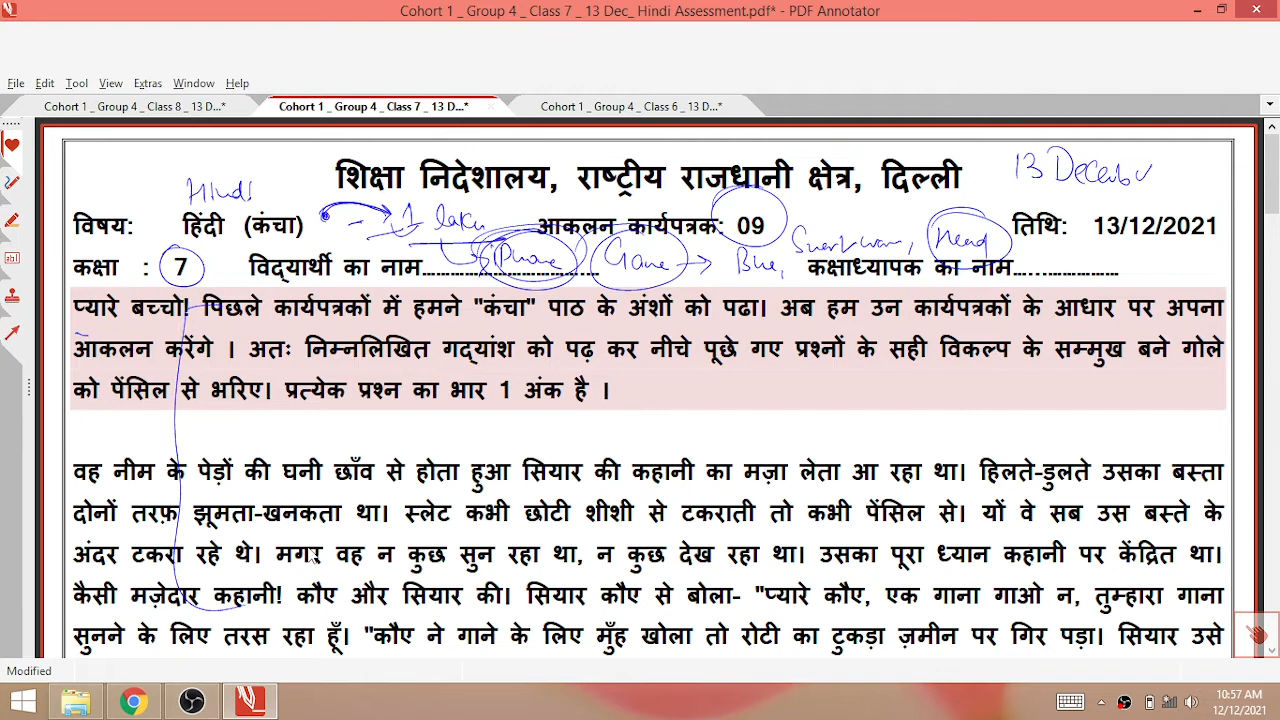 Cohort 1 _ Group 4 _ Class 7 _ 13 Dec_ Hindi Assessment.pdf* - PDF Annotator
File Edit Tool View Extras Window Help
Cohort 1 _ Group 4 _ Class 8 _ 13 D...* Cohort 1 _ Group 4 _ Class 7 _ 13 D...* Cohort 1 _ Group 4 _ Class 6 _ 13 D...*
शिक्षा निदेशालय, राष्ट्रीय राजधानी क्षेत्र, दिल्ली
13 December
Hindi
विषय: हिंदी (कंचा) आकलन कार्यपत्रक: 09 तिथि: 13/12/2021
1 lakh
Phone Game Blue, Head
कक्षा : 7 विद्यार्थी का नाम................................ कक्षाध्यापक का नाम.....................
प्यारे बच्चो! पिछले कार्यपत्रकों में हमने "कंचा" पाठ के अंशों को पढा। अब हम उन कार्यपत्रकों के आधार पर अपना
आकलन करेंगे । अतः निम्नलिखित गद्यांश को पढ़ कर नीचे पूछे गए प्रश्नों के सही विकल्प के सम्मुख बने गोले
को पेंसिल से भरिए। प्रत्येक प्रश्न का भार 1 अंक है ।
वह नीम के पेड़ों की घनी छाँव से होता हुआ सियार की कहानी का मज़ा लेता आ रहा था। हिलते-डुलते उसका बस्ता
दोनों तरफ़ झूमता-खनकता था। स्लेट कभी छोटी शीशी से टकराती तो कभी पेंसिल से। यों वे सब उस बस्ते के
अंदर टकरा रहे थे। मगर वह न कुछ सुन रहा था, न कुछ देख रहा था। उसका पूरा ध्यान कहानी पर केंद्रित था।
कैसी मज़ेदार कहानी! कौए और सियार की। सियार कौए से बोला- "प्यारे कौए, एक गाना गाओ न, तुम्हारा गाना
सुनने के लिए तरस रहा हूँ। "कौए ने गाने के लिए मुँह खोला तो रोटी का टुकड़ा ज़मीन पर गिर पड़ा। सियार उसे
Modified
10:57 AM
12/12/2021